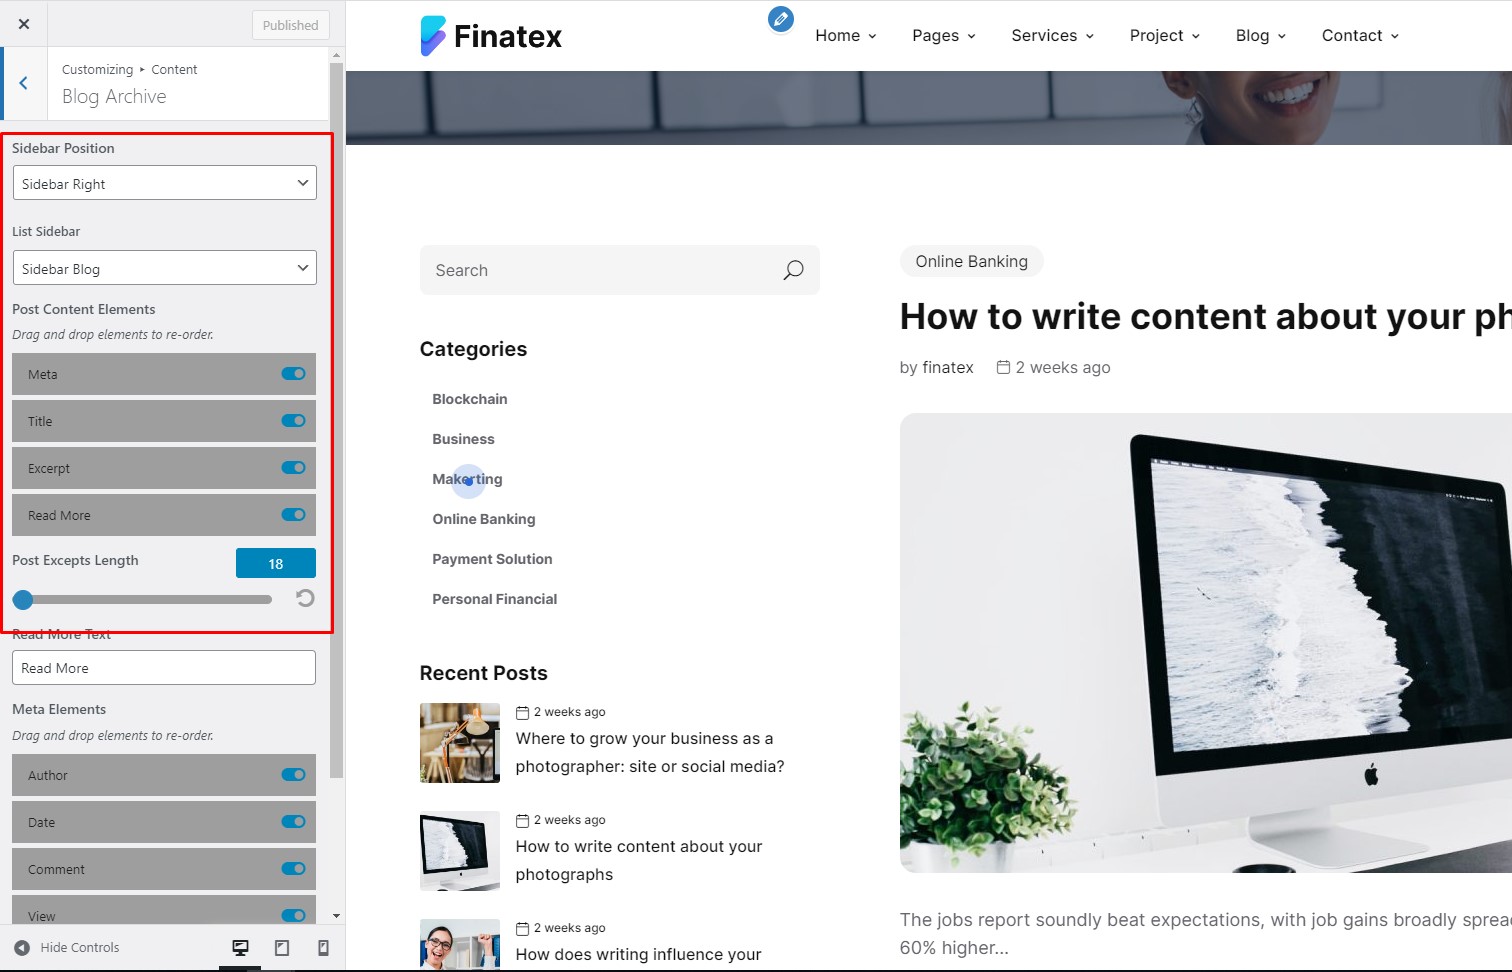 Published
Customizing ▸ Content
Blog Archive
Sidebar Position
Sidebar Right
List Sidebar
Sidebar Blog
Post Content Elements
Drag and drop elements to re-order.
Meta
Title
Excerpt
Read More
Post Excepts Length
18
Read More Text
Read More
Meta Elements
Drag and drop elements to re-order.
Author
Date
Comment
View
Hide Controls
Finatex
Home
Pages
Services
Project
Blog
Contact
Search
Categories
Blockchain
Business
Makerting
Online Banking
Payment Solution
Personal Financial
Recent Posts
2 weeks ago
Where to grow your business as a
photographer: site or social media?
2 weeks ago
How to write content about your
photographs
2 weeks ago
How does writing influence your
Online Banking
How to write content about your ph
by finatex 2 weeks ago
The jobs report soundly beat expectations, with job gains broadly sprea
60% higher...